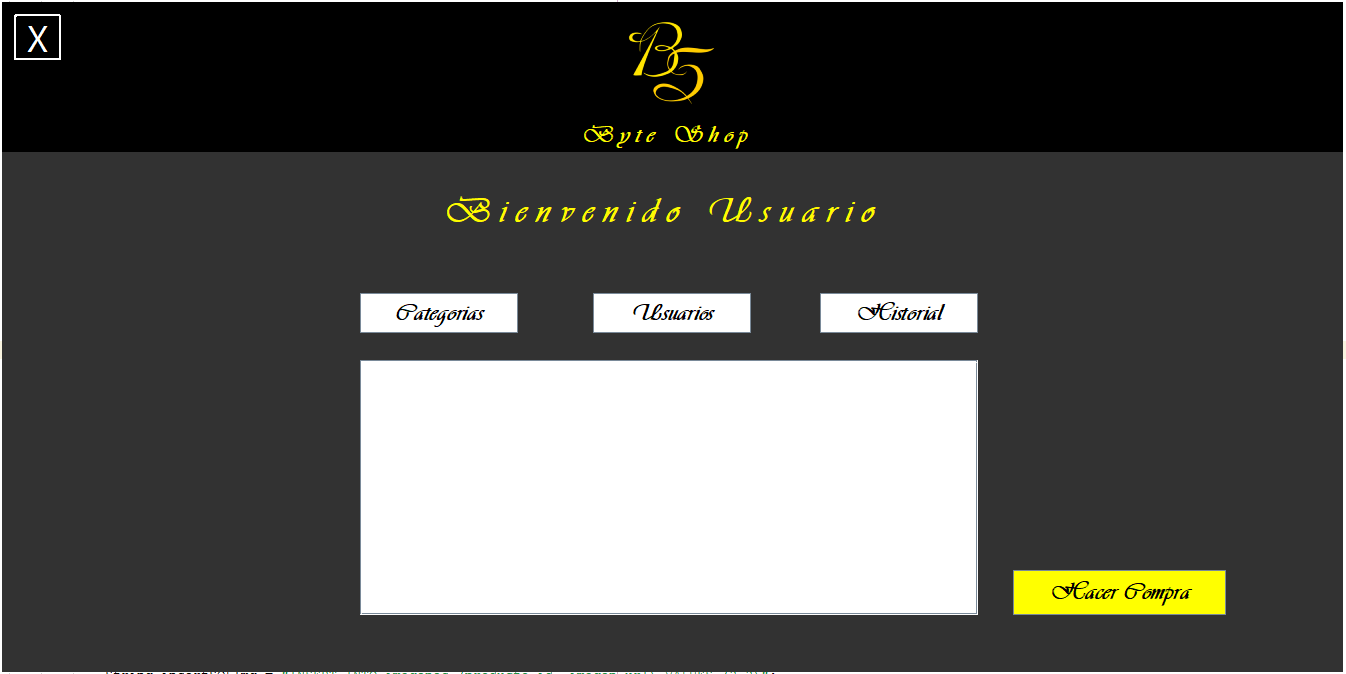 X
BS
Byte Shop
Bienvenido Usuario
Categorias Usuarios Historial
Hacer Compra